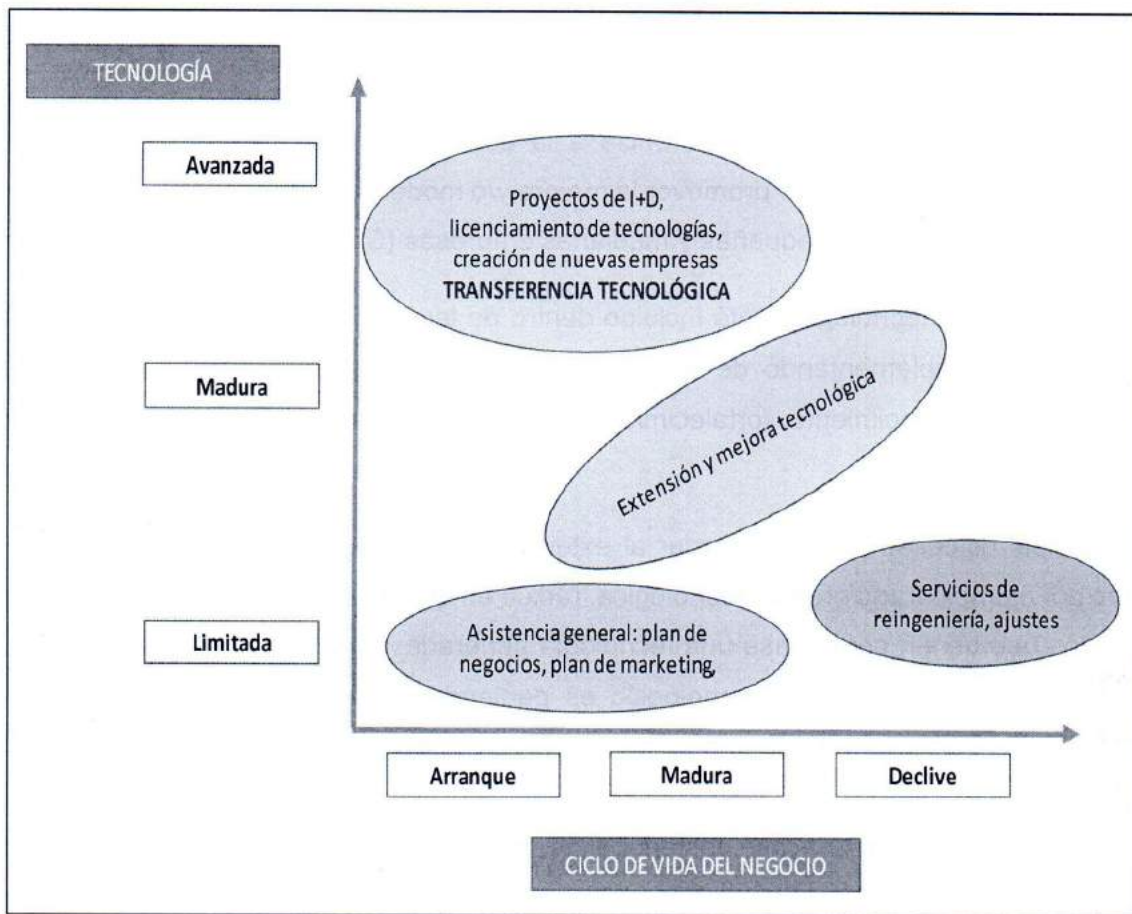 TECNOLOGÍA
Avanzada
Proyectos de I+D,
licenciamiento de tecnologías,
creación de nuevas empresas
TRANSFERENCIA TECNOLÓGICA
Madura
Extensión y mejora tecnológica
Servicios de
reingeniería, ajustes
Limitada
Asistencia general: plan de
negocios, plan de marketing,
Arranque
Madura
Declive
CICLO DE VIDA DEL NEGOCIO